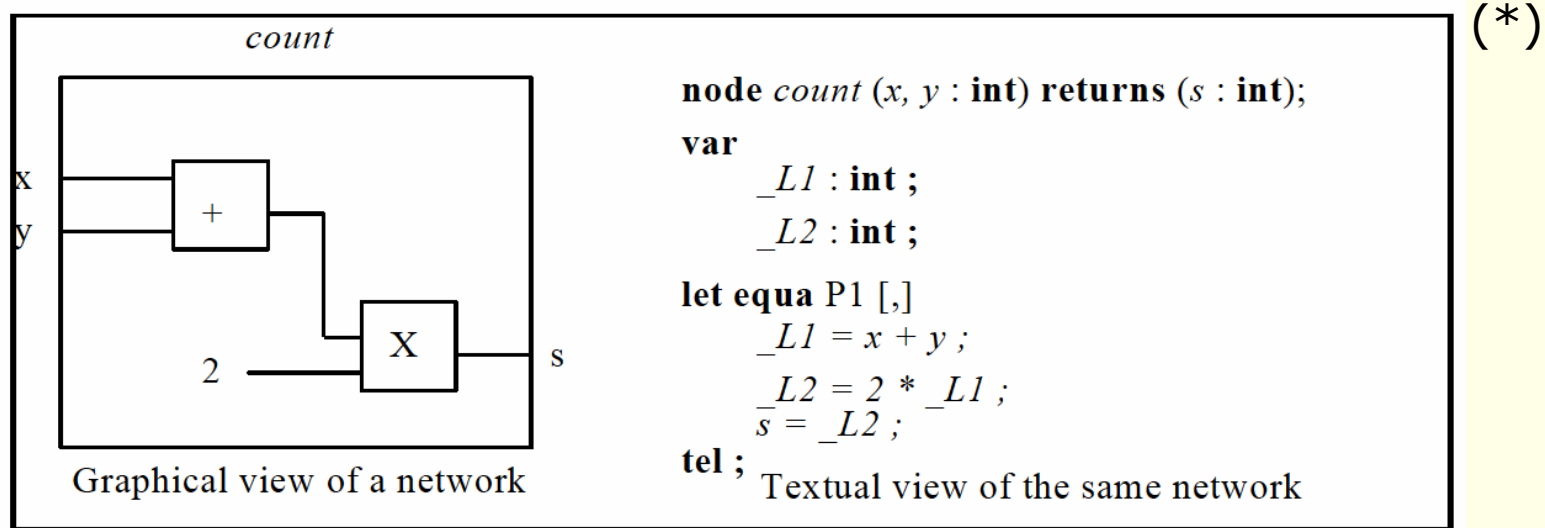 (*)
count
x
y
+
X
2
s
Graphical view of a network
node count (x, y : int) returns (s : int);
var
_L1 : int ;
_L2 : int ;
let equa P1 [,]
_L1 = x + y ;
_L2 = 2 * _L1 ;
s = _L2 ;
tel ;
Textual view of the same network